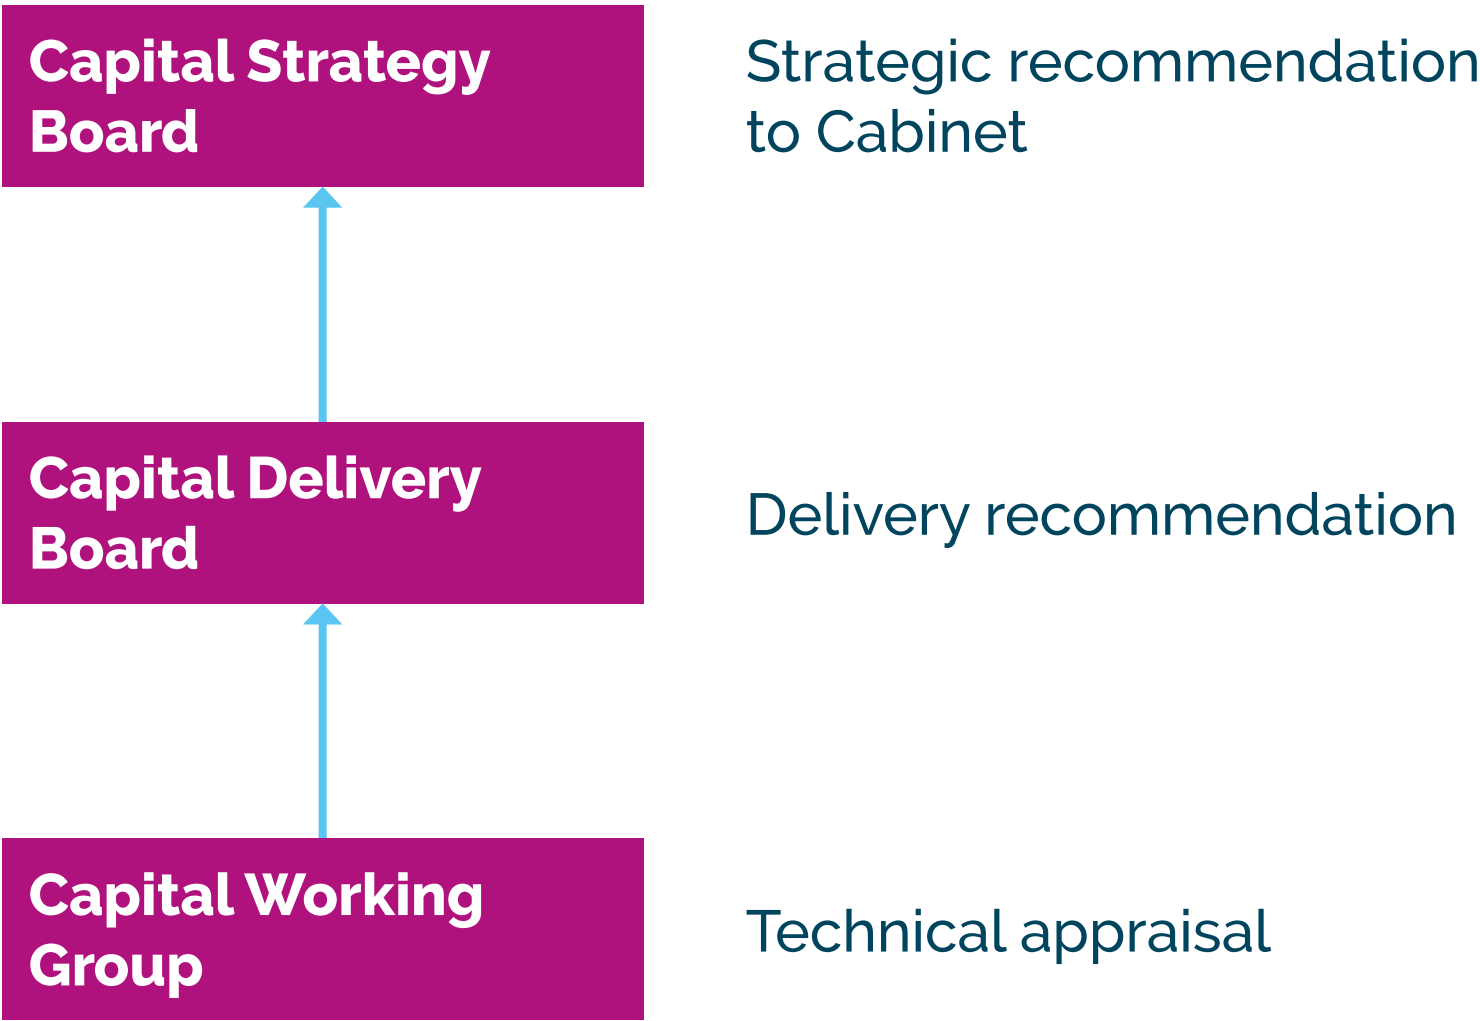 Capital Strategy
Board
Strategic recommendation
to Cabinet
Capital Delivery
Board
Delivery recommendation
Capital Working
Group
Technical appraisal